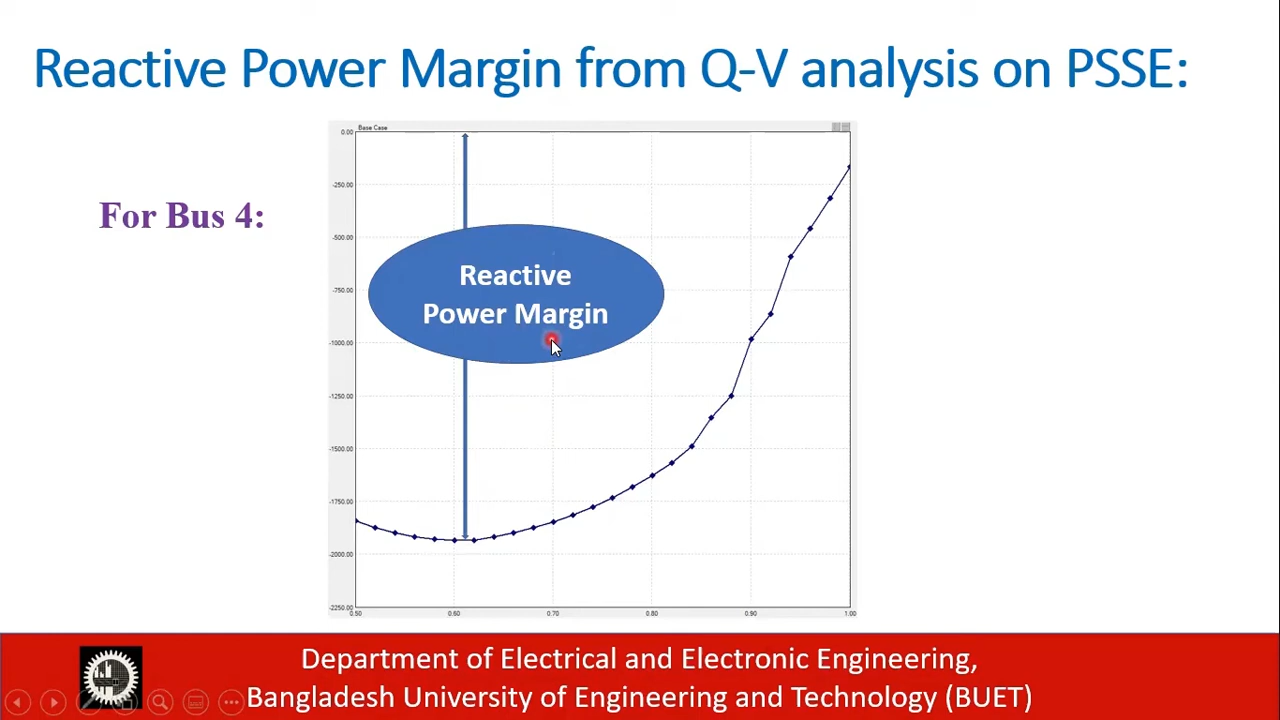 Reactive Power Margin from Q-V analysis on PSSE:
Base Case
For Bus 4:
0.00
-250.00
-500.00
-750.00
-1000.00
-1250.00
-1500.00
-1750.00
-2000.00
-2250.00
Reactive
Power Margin
0.50 0.60 0.70 0.80 0.90 1.00
Department of Electrical and Electronic Engineering,
Bangladesh University of Engineering and Technology (BUET)